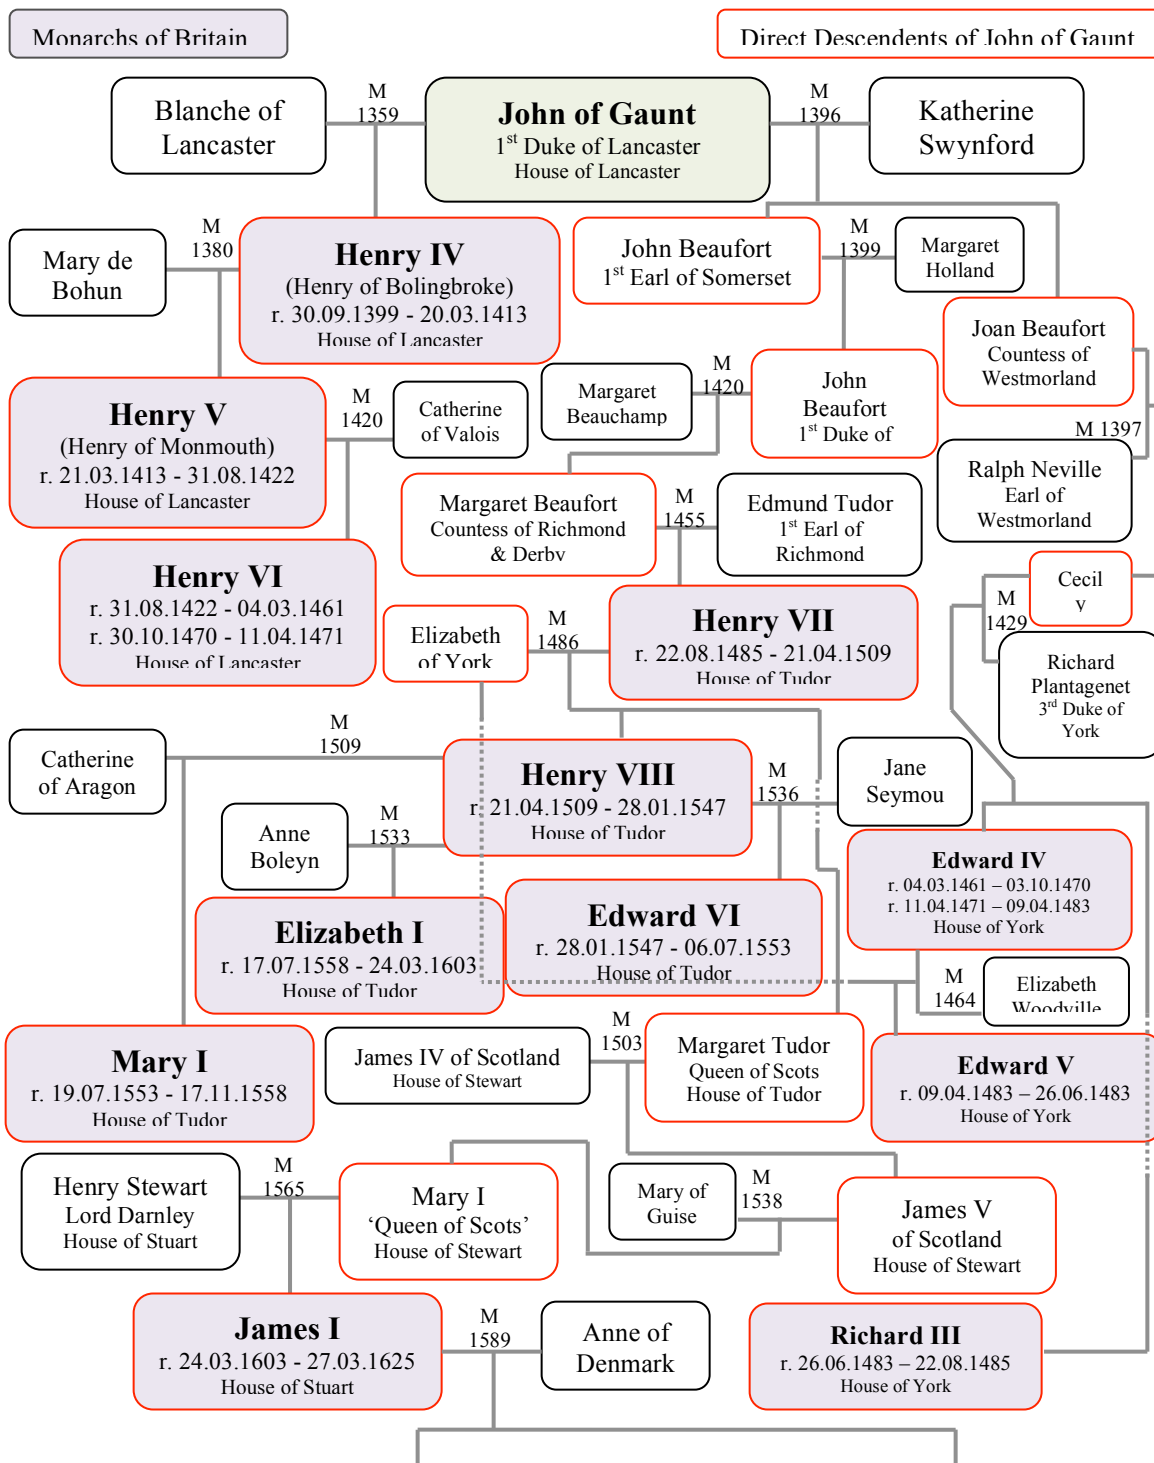 Monarchs of Britain
Direct Descendents of John of Gaunt
Blanche of
Lancaster
M
1359
John of Gaunt
1st Duke of Lancaster
House of Lancaster
M
1396
Katherine
Swynford
Mary de
Bohun
M
1380
Henry IV
(Henry of Bolingbroke)
r. 30.09.1399 - 20.03.1413
House of Lancaster
John Beaufort
1st Earl of Somerset
M
1399
Margaret
Holland
Joan Beaufort
Countess of
Westmorland
Henry V
(Henry of Monmouth)
r. 21.03.1413 - 31.08.1422
House of Lancaster
M
1420
Catherine
of Valois
Margaret
Beauchamp
M
1420
John
Beaufort
1st Duke of
M 1397
Ralph Neville
Earl of
Westmorland
Margaret Beaufort
Countess of Richmond
& Derby
M
1455
Edmund Tudor
1st Earl of
Richmond
Henry VI
r. 31.08.1422 - 04.03.1461
r. 30.10.1470 - 11.04.1471
House of Lancaster
Elizabeth
of York
M
1486
Henry VII
r. 22.08.1485 - 21.04.1509
House of Tudor
Cecil
y
M
1429
Richard
Plantagenet
3rd Duke of
York
Catherine
of Aragon
M
1509
Henry VIII
r. 21.04.1509 - 28.01.1547
House of Tudor
M
1536
Jane
Seymou
Anne
Boleyn
M
1533
Edward IV
r. 04.03.1461 – 03.10.1470
r. 11.04.1471 – 09.04.1483
House of York
Elizabeth I
r. 17.07.1558 - 24.03.1603
House of Tudor
Edward VI
r. 28.01.1547 - 06.07.1553
House of Tudor
M
1464
Elizabeth
Woodville
Mary I
r. 19.07.1553 - 17.11.1558
House of Tudor
James IV of Scotland
House of Stewart
M
1503
Margaret Tudor
Queen of Scots
House of Tudor
Edward V
r. 09.04.1483 – 26.06.1483
House of York
Henry Stewart
Lord Darnley
House of Stuart
M
1565
Mary I
‘Queen of Scots’
House of Stewart
Mary of
Guise
M
1538
James V
of Scotland
House of Stewart
James I
r. 24.03.1603 - 27.03.1625
House of Stuart
M
1589
Anne of
Denmark
Richard III
r. 26.06.1483 – 22.08.1485
House of York